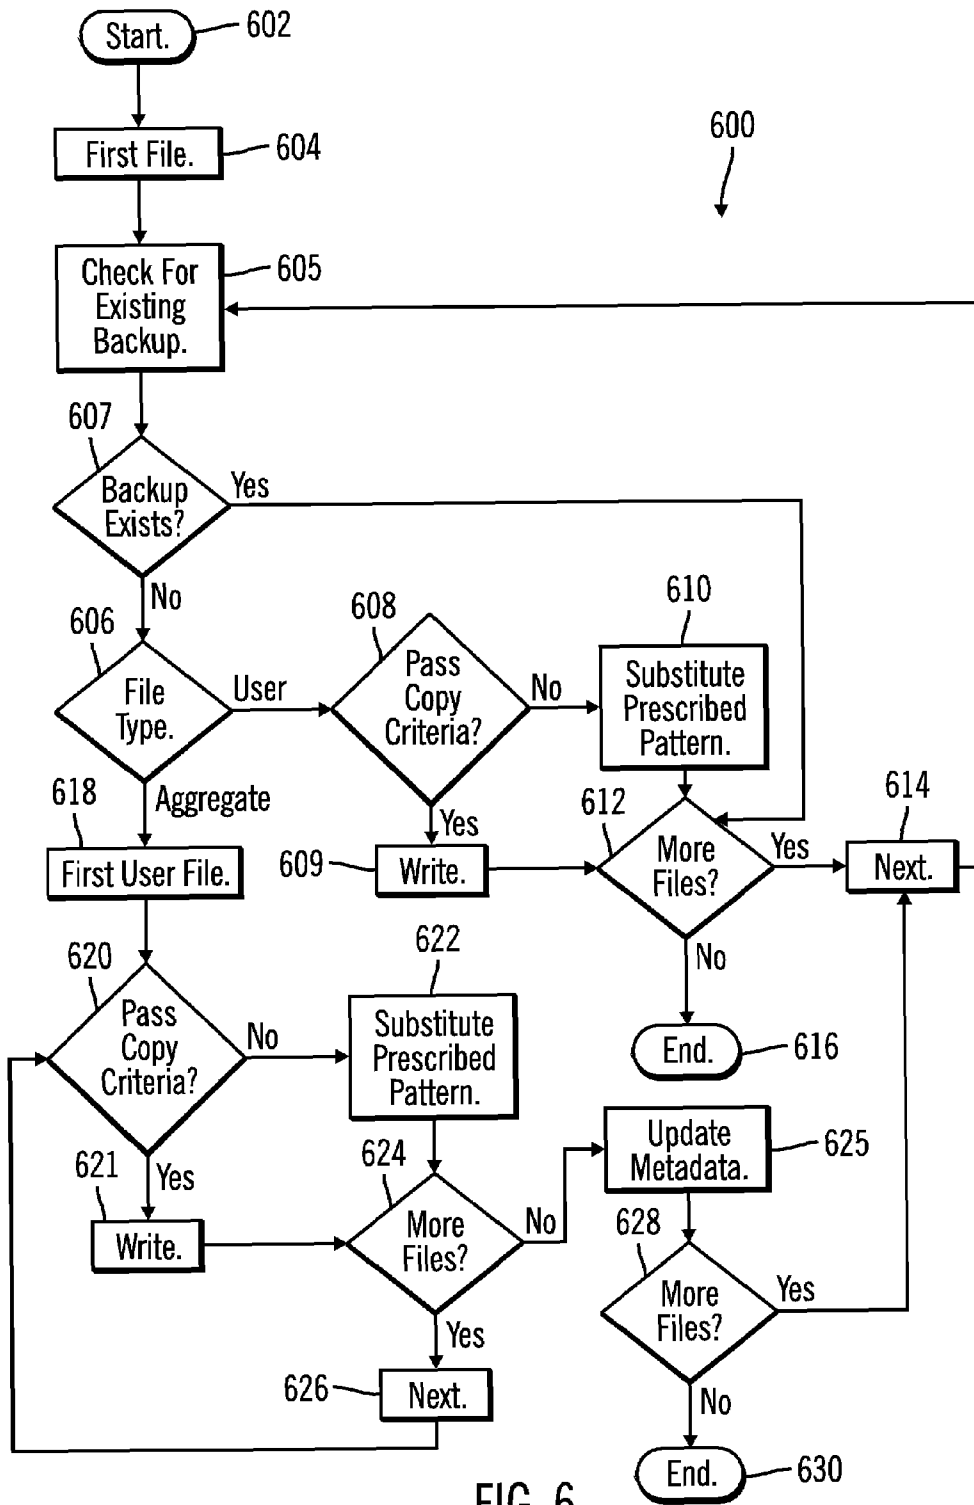 Start.
602
First File.
604
600
Check For
Existing
Backup.
605
607
Backup
Exists?
Yes
No
606
File
Type.
User
Aggregate
608
Pass
Copy
Criteria?
No
Yes
610
Substitute
Prescribed
Pattern.
609
Write.
612
More
Files?
Yes
No
614
Next.
End.
616
618
First User File.
620
Pass
Copy
Criteria?
No
Yes
622
Substitute
Prescribed
Pattern.
621
Write.
624
More
Files?
No
Yes
626
Next.
Update
Metadata.
625
628
More
Files?
Yes
No
End.
630
FIG. 6